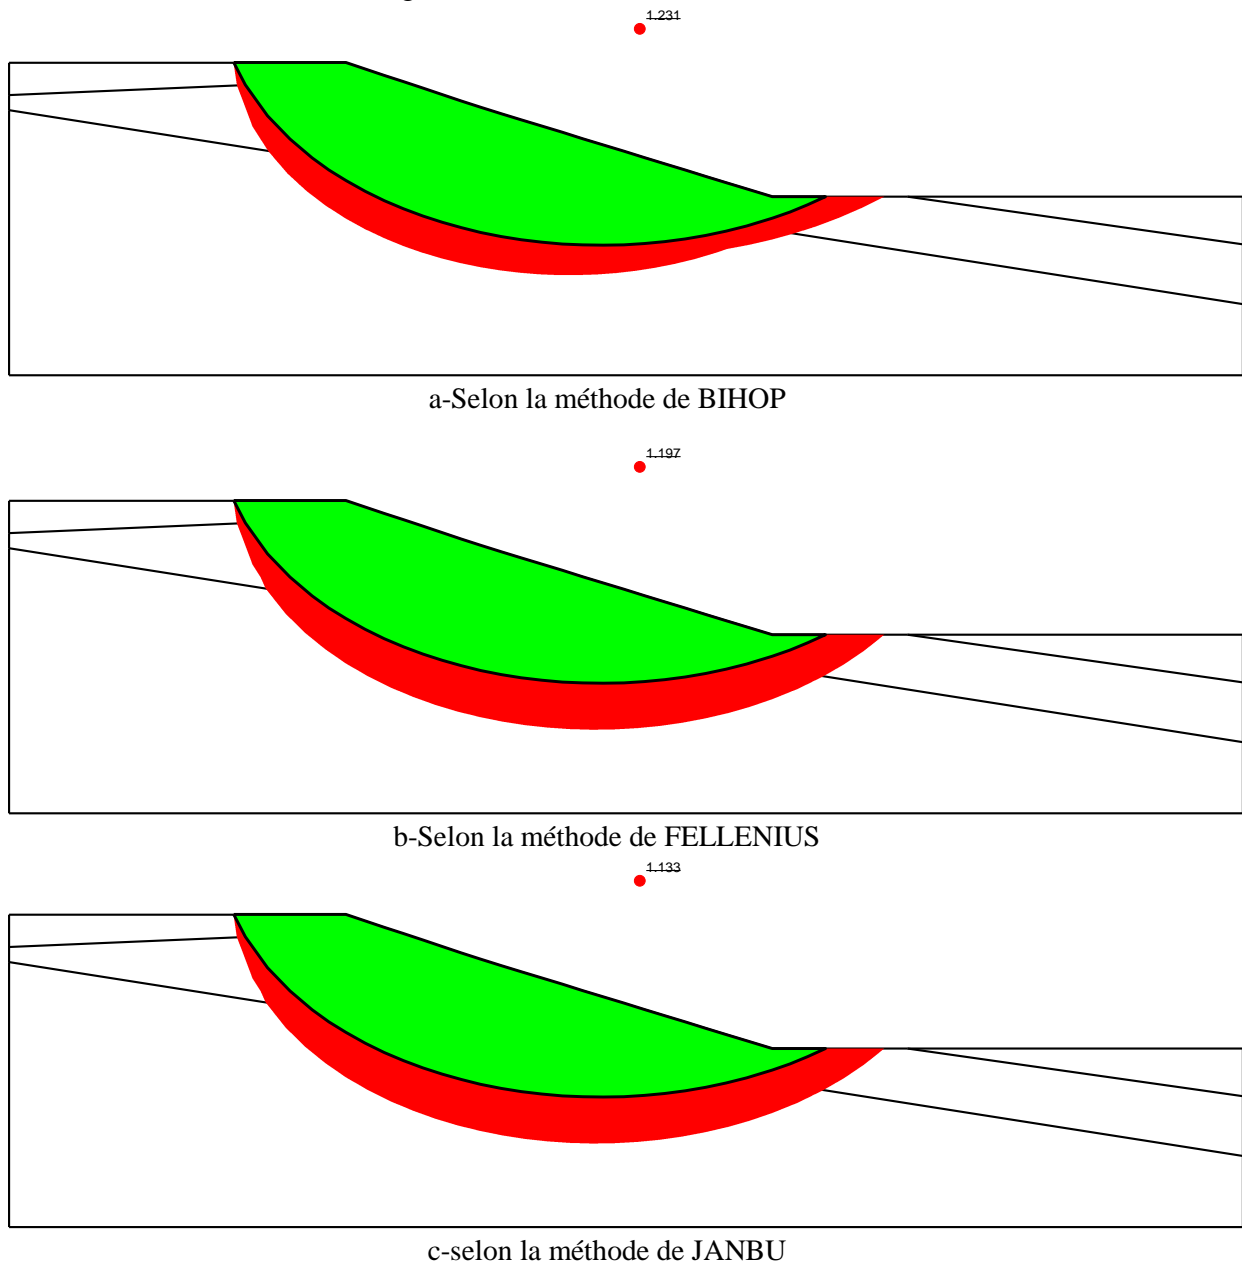 1.231
a-Selon la méthode de BIHOP
1.197
b-Selon la méthode de FELLENIUS
1.133
c-selon la méthode de JANBU